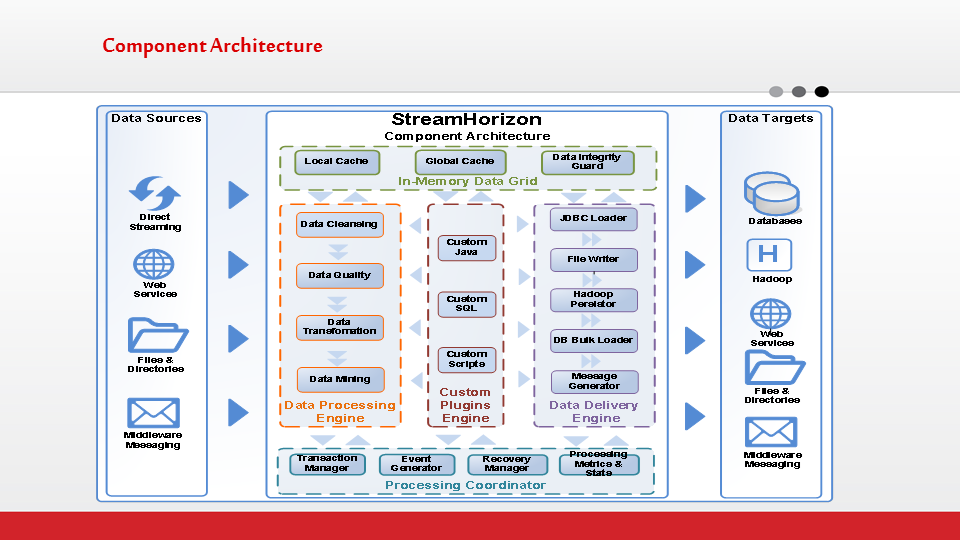 Component Architecture
Data Sources
Direct
Streaming
Web
Services
Files &
Directories
Middleware
Messaging
StreamHorizon
Component Architecture
Local Cache
Global Cache
Data Integrity
Guard
In-Memory Data Grid
Data Cleansing
Data Quality
Data
Transfomation
Data Mining
Data Processing
Engine
Custom
Java
Custom
SQL
Custom
Scripts
Custom
Plugins
Engine
JDBC Loader
File Writer
Hadoop
Persistor
DB Bulk Loader
Message
Generator
Data Delivery
Engine
Transaction
Manager
Event
Generator
Recovery
Manager
Processing
Metrics &
State
Processing Coordinator
Data Targets
Databases
H
Hadoop
Web
Services
Files &
Directories
Middleware
Messaging